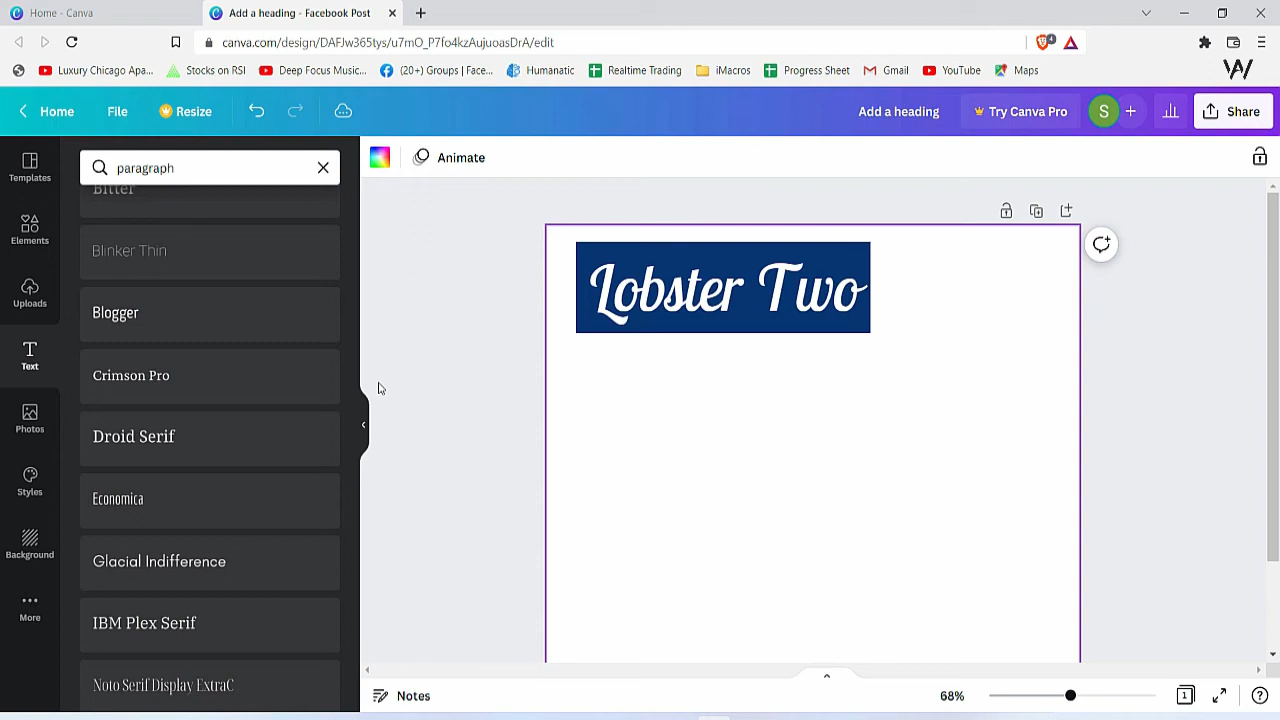 Home - Canva
Add a heading - Facebook Post
canva.com/design/DAFJw365tys/u7mO_P7fo4kzAujuoasDrA/edit
Luxury Chicago Apa...
Stocks on RSI
Deep Focus Music...
(20+) Groups | Face...
Humanatic
Realtime Trading
iMacros
Progress Sheet
Gmail
YouTube
Maps
Home
File
Resize
Add a heading
Try Canva Pro
S
Share
Templates
Elements
Uploads
Text
Photos
Styles
Background
More
paragraph
Bitter
Blinker Thin
Blogger
Crimson Pro
Droid Serif
Economica
Glacial Indifference
IBM Plex Serif
Noto Serif Display ExtraC
Animate
Lobster Two
Notes
68%
1